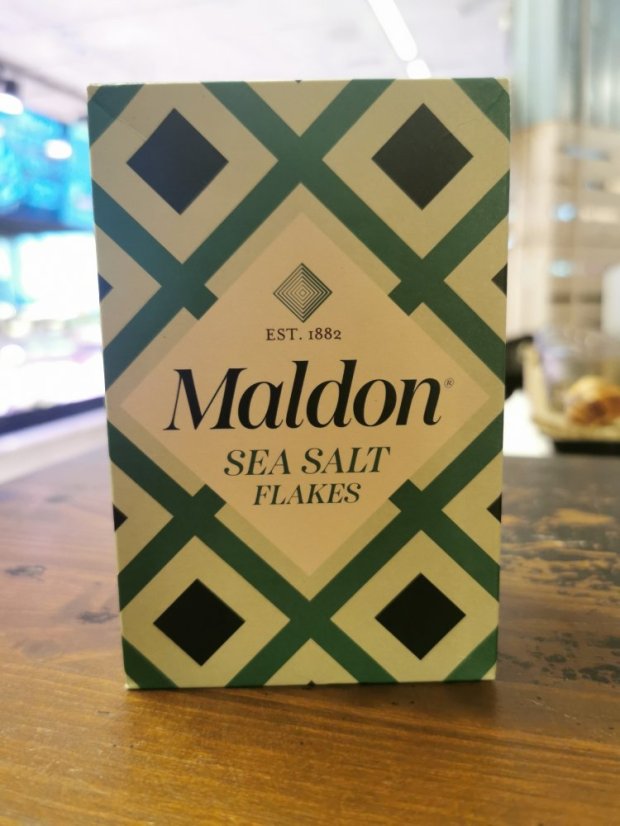 EST. 1882
Maldon®
SEA SALT
FLAKES